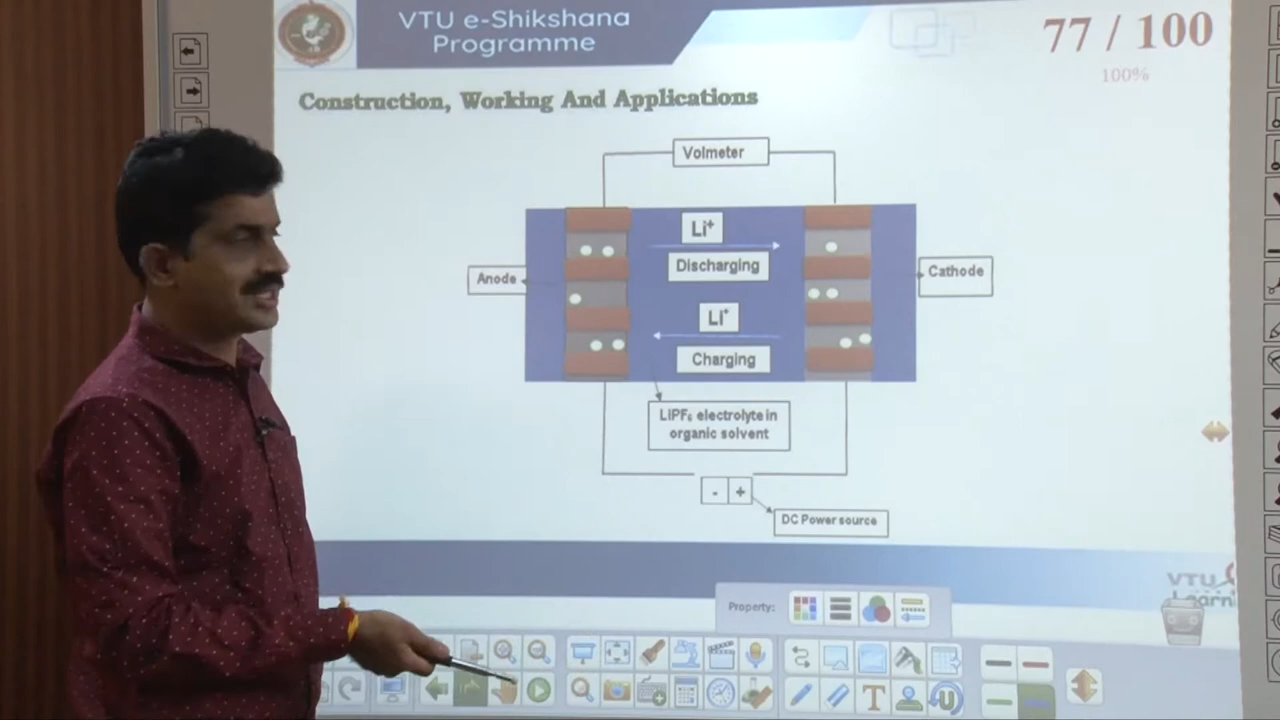 VTU e-Shikshana
Programme
77 / 100
100%
Construction, Working And Applications
Volmeter
Li⁺
Discharging
Anode
Cathode
Li⁺
Charging
LIPF₆ electrolyte in
organic solvent
- +
DC Power source
VTU
Learn
Property:
T